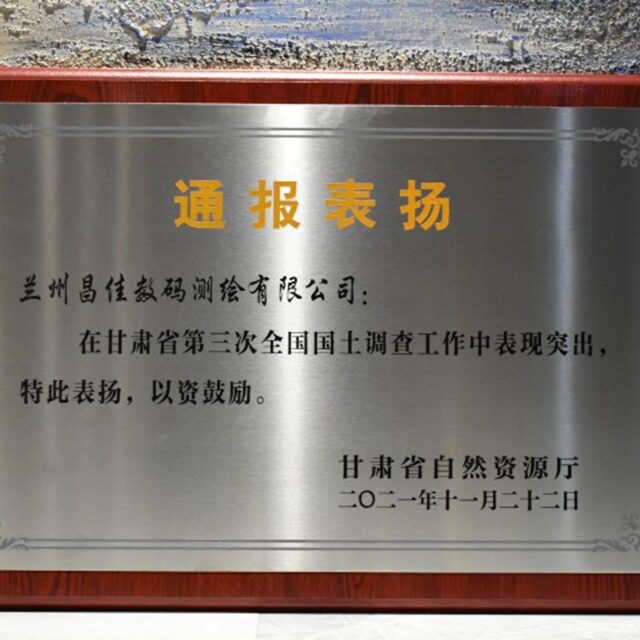 通报表扬
兰州昌佳数码测绘有限公司：
在甘肃省第三次全国国土调查工作中表现突出，
特此表扬，以资鼓励。
甘肃省自然资源厅
二〇二一年十一月二十二日